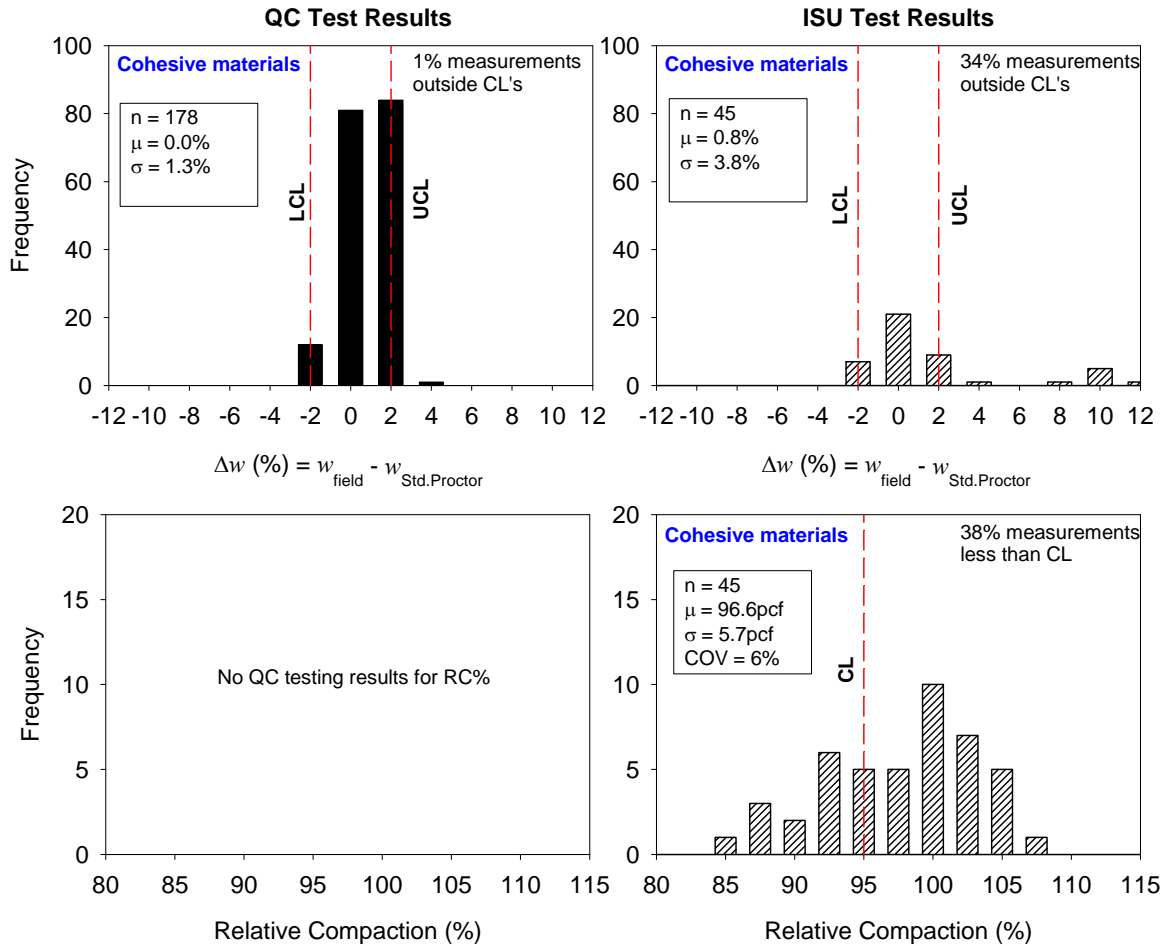 QC Test Results
100
80
60
40
20
0
Frequency
Cohesive materials
1% measurements
outside CL's
n = 178
μ = 0.0%
σ = 1.3%
LCL
UCL
-12 -10 -8 -6 -4 -2 0 2 4 6 8 10 12
Δw (%) = w field - w Std.Proctor
ISU Test Results
100
80
60
40
20
0
Cohesive materials
34% measurements
outside CL's
n = 45
μ = 0.8%
σ = 3.8%
LCL
UCL
-12 -10 -8 -6 -4 -2 0 2 4 6 8 10 12
Δw (%) = w field - w Std.Proctor
20
15
10
5
0
Frequency
No QC testing results for RC%
80 85 90 95 100 105 110 115
Relative Compaction (%)
20
15
10
5
0
Cohesive materials
38% measurements
less than CL
n = 45
μ = 96.6pcf
σ = 5.7pcf
COV = 6%
CL
80 85 90 95 100 105 110 115
Relative Compaction (%)